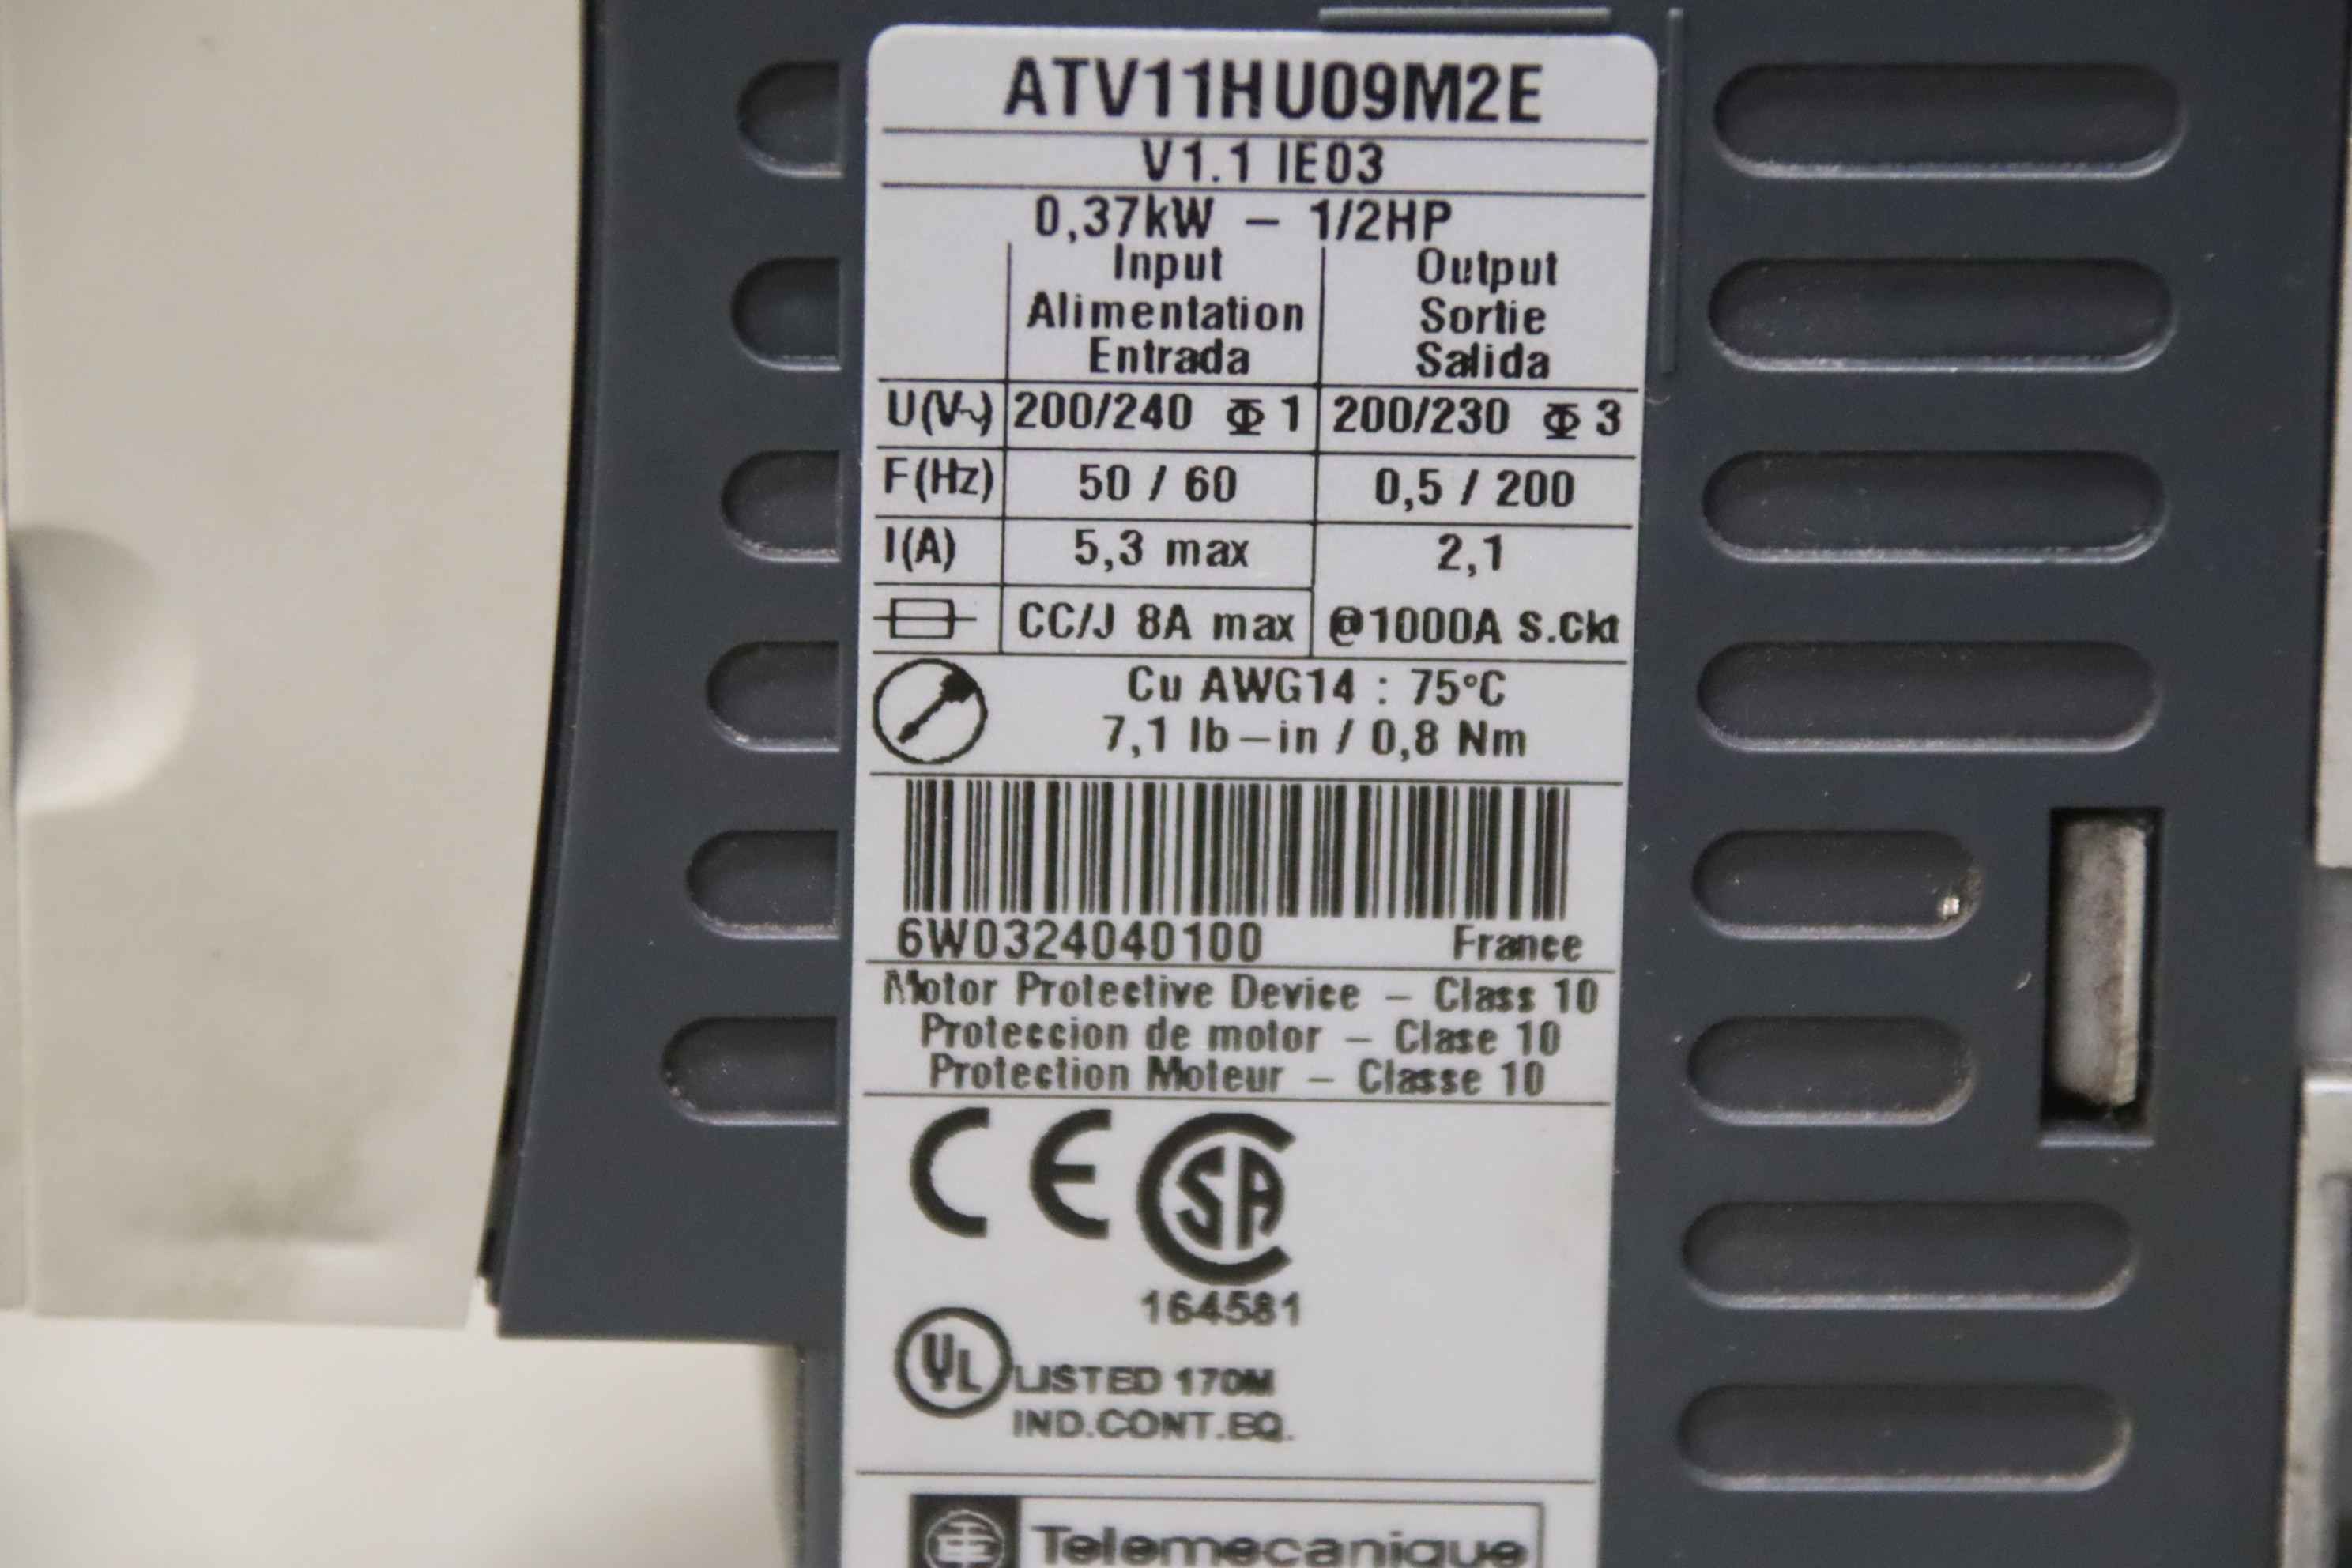 ATV11HU09M2E
V1.1 IE03
0,37kW – 1/2HP
Input Output
Alimentation Sortie
Entrada Salida
U(V~) 200/240 Φ 1 200/230 Φ 3
F(Hz) 50 / 60 0,5 / 200
I(A) 5,3 max 2,1
CC/J 8A max @1000A S.Ckt
Cu AWG14 : 75°C
7,1 lb–in / 0,8 Nm
6W0324040100 France
Motor Protective Device – Class 10
Proteccion de motor – Clase 10
Protection Moteur – Classe 10
CE CSA
164581
UL LISTED 170M
IND.CONT.EQ.
Telemecanique